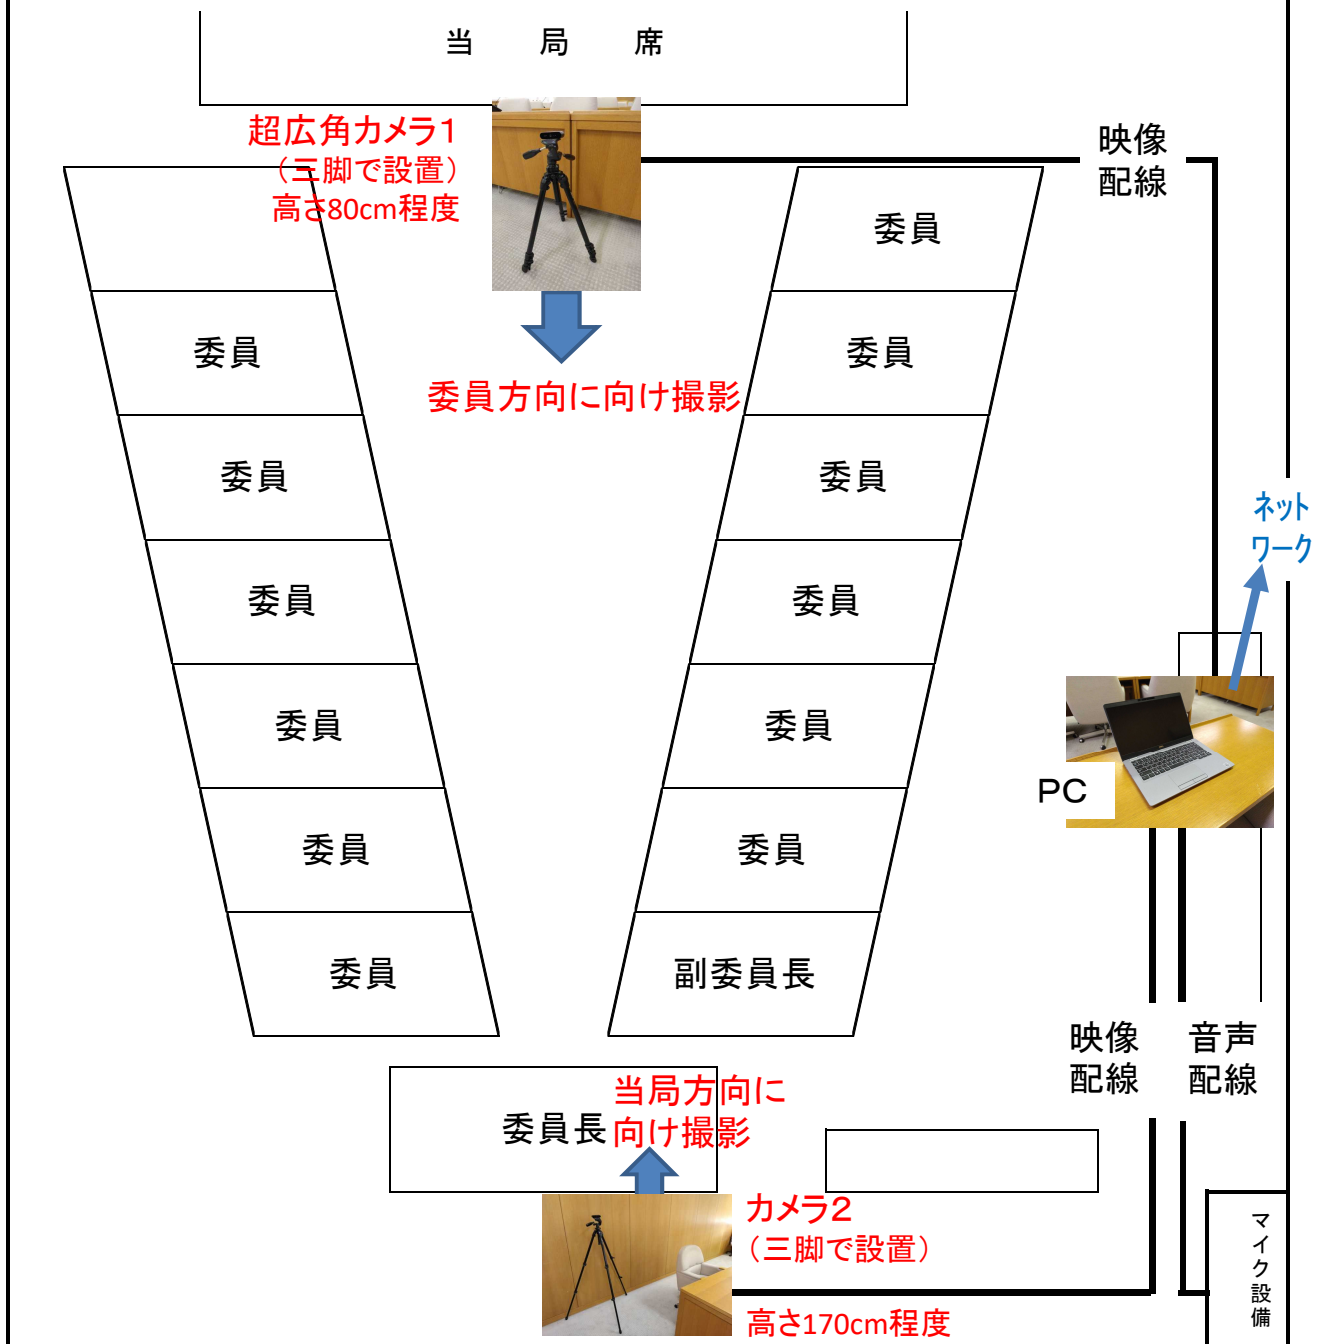 当　局　席
超広角カメラ１
（三脚で設置）
高さ80cm程度
映像
配線
委員
委員
委員
委員方向に向け撮影
委員
委員
ネット
ワーク
委員
委員
委員
委員
PC
委員
委員
委員
副委員長
映像
配線
音声
配線
委員長
当局方向に
向け撮影
カメラ２
（三脚で設置）
高さ170cm程度
マイク設備